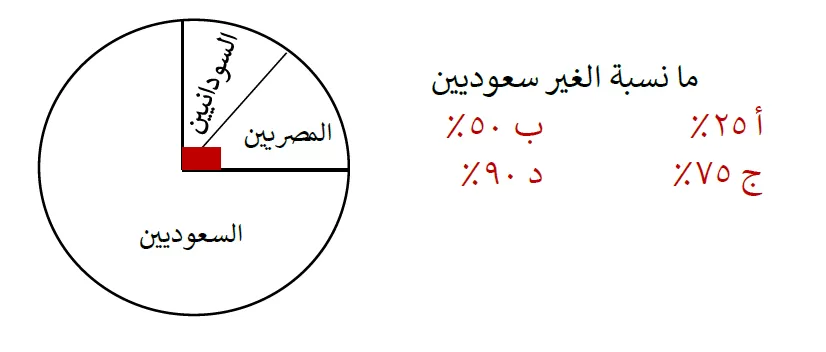 ما نسبة الغير سعوديين
أ ٢٥٪ ب ٥٠٪
ج ٧٥٪ د ٩٠٪
السودانيين
المصريين
السعوديين